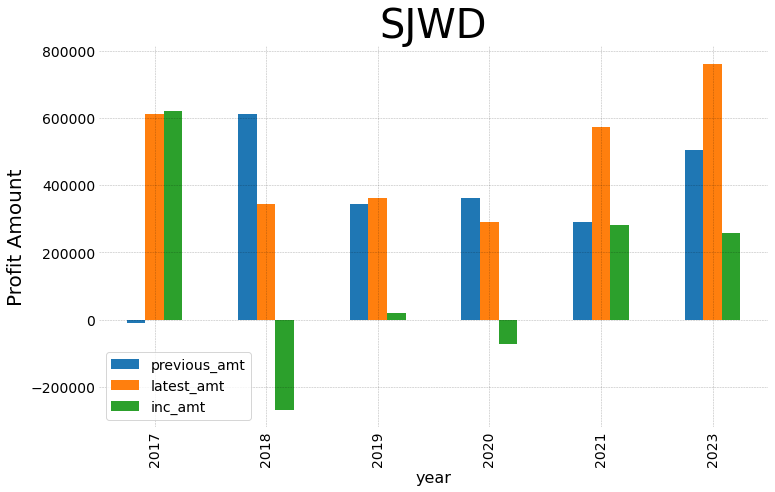 SJWD
Profit Amount
800000
600000
400000
200000
0
−200000
previous_amt
latest_amt
inc_amt
2017
2018
2019
2020
2021
2023
year